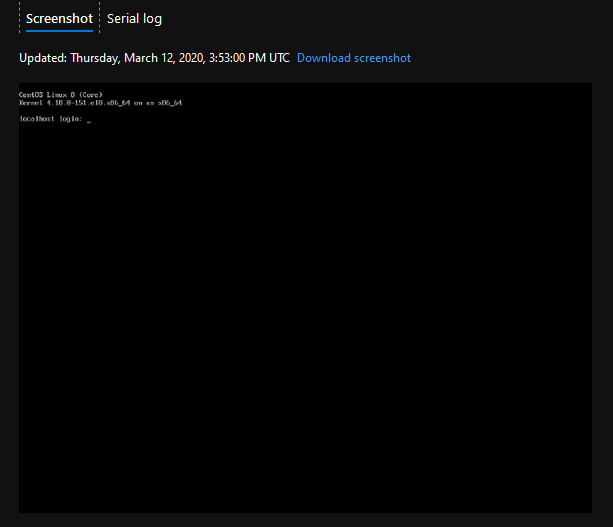 Screenshot
Serial log
Updated: Thursday, March 12, 2020, 3:53:00 PM UTC Download screenshot
CentOS Linux 8 (Core)
Kernel 4.18.0-151.el8.x86_64 on an x86_64
localhost login: _